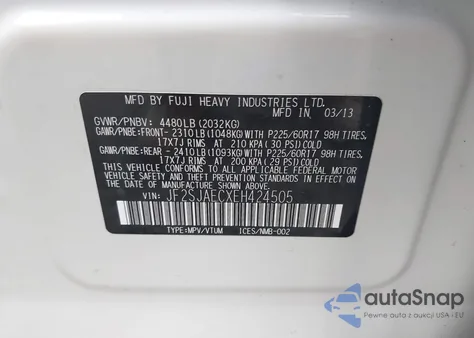 MFD. BY FUJI HEAVY INDUSTRIES LTD.
MFD. IN, 03/13
GVWR/PNBV: 4480LB(2032KG)
GAWR/PNBE:FRONT- 2310LB(1048KG)WITH P225/60R17 98H TIRES,
17X7J RIMS AT 210 KPA ( 30 PSI) COLD
GAWR/PNBE:REAR -2410LB(1093KG)WITH P225/60R17 98H TIRES,
17X7J RIMS AT 200 KPA ( 29 PSI) COLD
THIS VEHICLE CONFORMS TO ALL APPLICABLE FEDERAL MOTOR
VEHICLE SAFETY STANDARDS IN EFFECT ON THE DATE OF
MANUFACTURE SHOWN ABOVE.
VIN: JF2SJAECXEH424505
TYPE:MPV/VTUM ICES/NMB-002
autoSnap
Pewne auta z aukcji USA i EU